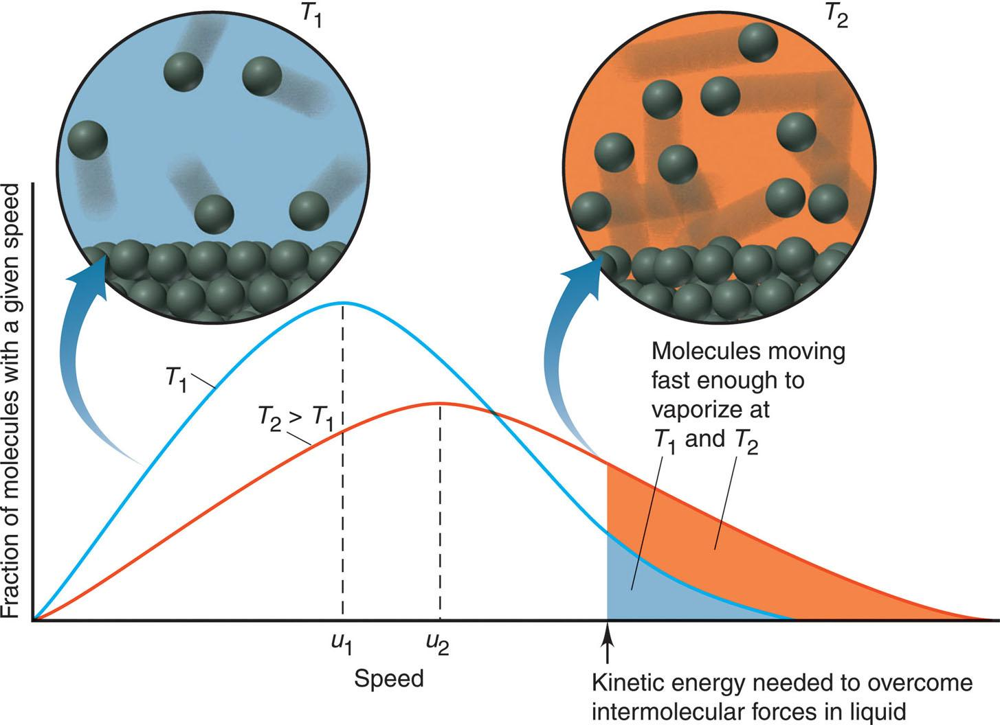 T1
T2
Fraction of molecules with a given speed
T1
T2 > T1
Molecules moving
fast enough to
vaporize at
T1 and T2
u1
u2
Speed
Kinetic energy needed to overcome
intermolecular forces in liquid